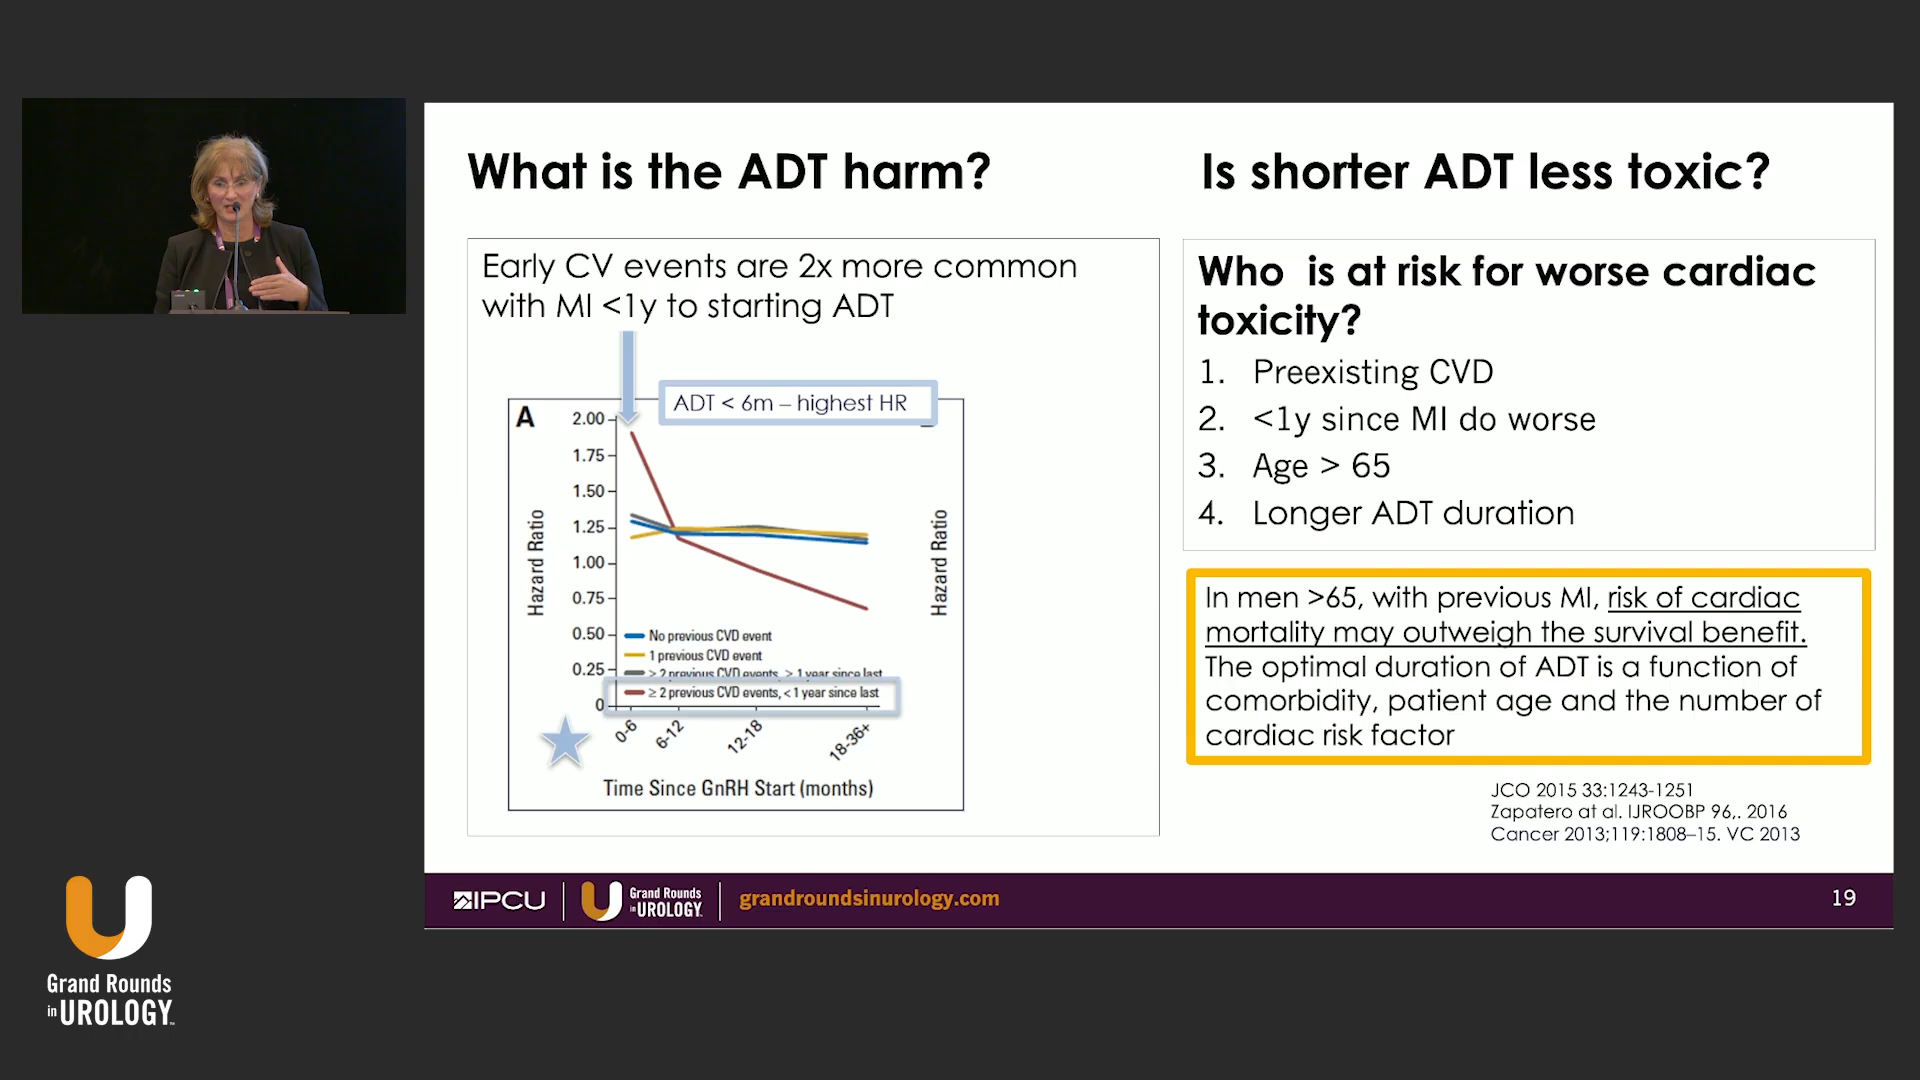 What is the ADT harm?
Is shorter ADT less toxic?
Early CV events are 2x more common
with MI <1y to starting ADT
ADT < 6m – highest HR
A
2.00
1.75
1.50
1.25
1.00
0.75
0.50
0.25
0
Hazard Ratio
Hazard Ratio
No previous CVD event
1 previous CVD event
≥ 2 previous CVD events, ≥ 1 year since last
≥ 2 previous CVD events, < 1 year since last
0-6
6-12
12-18
18-36+
Time Since GnRH Start (months)
Who is at risk for worse cardiac
toxicity?
1. Preexisting CVD
2. <1y since MI do worse
3. Age > 65
4. Longer ADT duration
In men >65, with previous MI, risk of cardiac
mortality may outweigh the survival benefit.
The optimal duration of ADT is a function of
comorbidity, patient age and the number of
cardiac risk factor
JCO 2015 33:1243-1251
Zapatero at al. IJROOBP 96,. 2016
Cancer 2013;119:1808–15. VC 2013
IPCU
Grand Rounds
in UROLOGY™
grandroundsinurology.com
19
Grand Rounds
in UROLOGY™